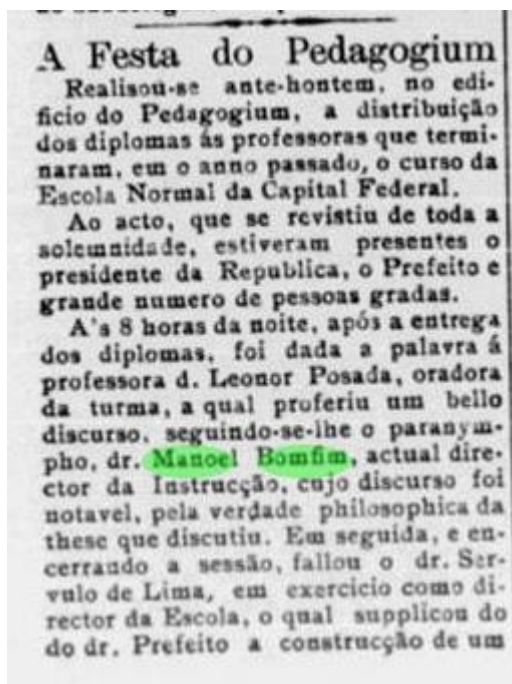 A Festa do Pedagogium
Realisou-se ante-hontem, no edi-
ficio do Pedagogium, a distribuição
dos diplomas ás professoras que termi-
naram, em o anno passado, o curso da
Escola Normal da Capital Federal.
Ao acto, que se revistiu de toda a
solemnidade, estiveram presentes o
presidente da Republica, o Prefeito e
grande numero de pessoas gradas.
A's 8 horas da noite, após a entrega
dos diplomas, foi dada a palavra á
professora d. Leonor Posada, oradora
da turma, a qual proferiu um bello
discurso, seguindo-se-lhe o paranym-
pho, dr. Manoel Bomfim, actual dire-
ctor da Instrucção, cujo discurso foi
notavel, pela verdade philosophica da
these que discutiu. Em seguida, e en-
cerrando a sessão, fallou o dr. Ser-
vulo de Lima, em exercicio como di-
rector da Escola, o qual supplicou do
do dr. Prefeito a construcção de um